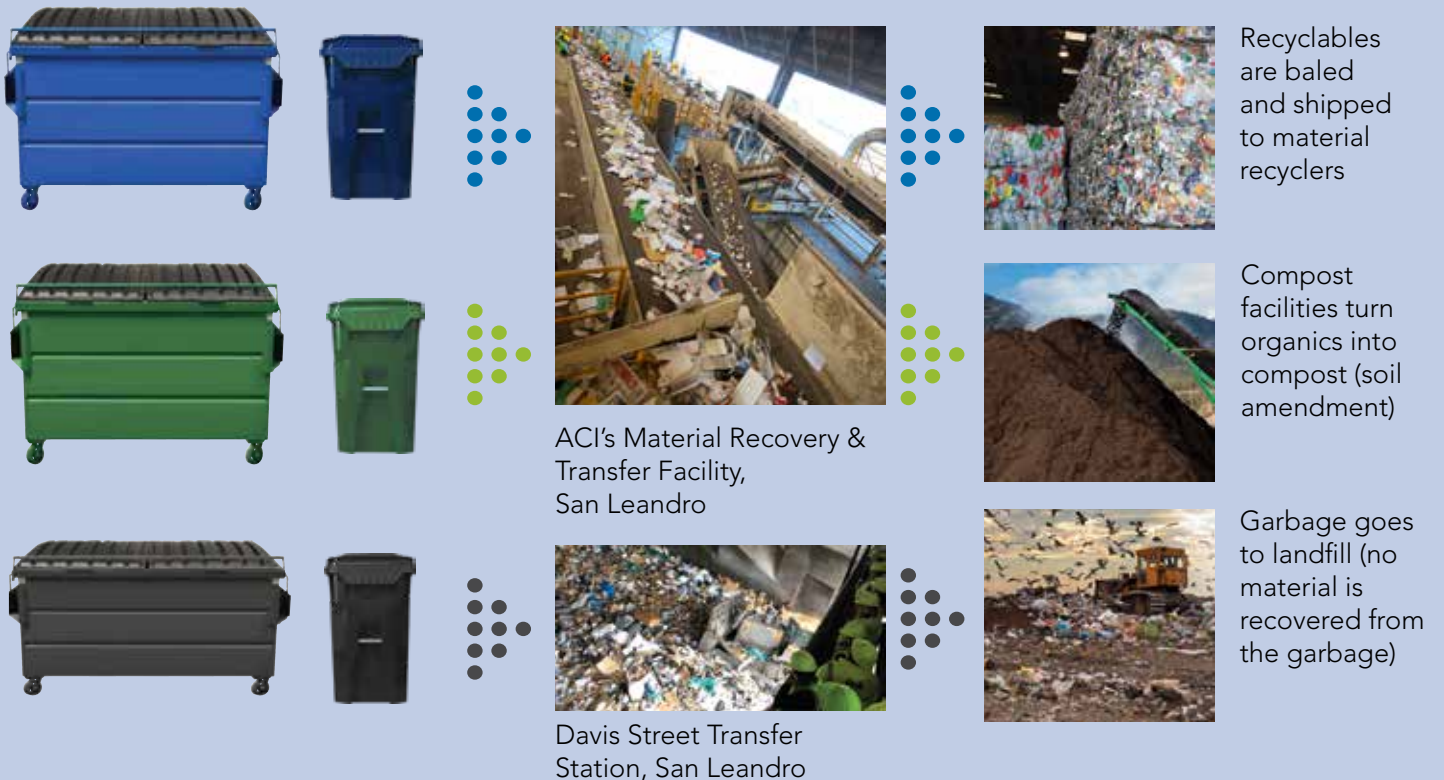 Recyclables
are baled
and shipped
to material
recyclers
ACI's Material Recovery &
Transfer Facility,
San Leandro
Compost
facilities turn
organics into
compost (soil
amendment)
Davis Street Transfer
Station, San Leandro
Garbage goes
to landfill (no
material is
recovered from
the garbage)